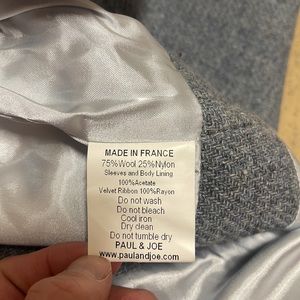 MADE IN FRANCE
75%Wool 25%Nylon
Sleeves and Body Lining
100%Acetate
Velvet Ribbon 100%Rayon
Do not wash
Do not bleach
Cool iron
Dry clean
Do not tumble dry
PAUL & JOE
www.paulandjoe.com